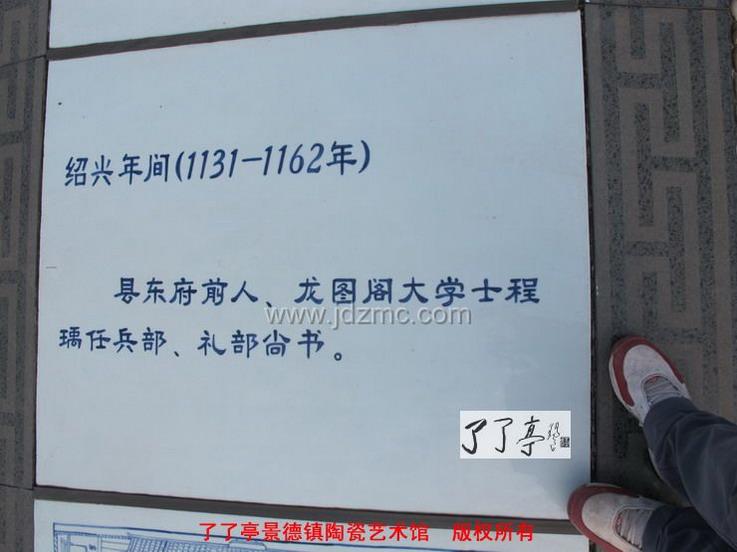 绍兴年间(1131-1162年)
县东府前人、龙图阁大学士程
瑀任兵部、礼部尚书。
www.jdzmc.com
了了亭
了了亭景德镇陶瓷艺术馆 版权所有